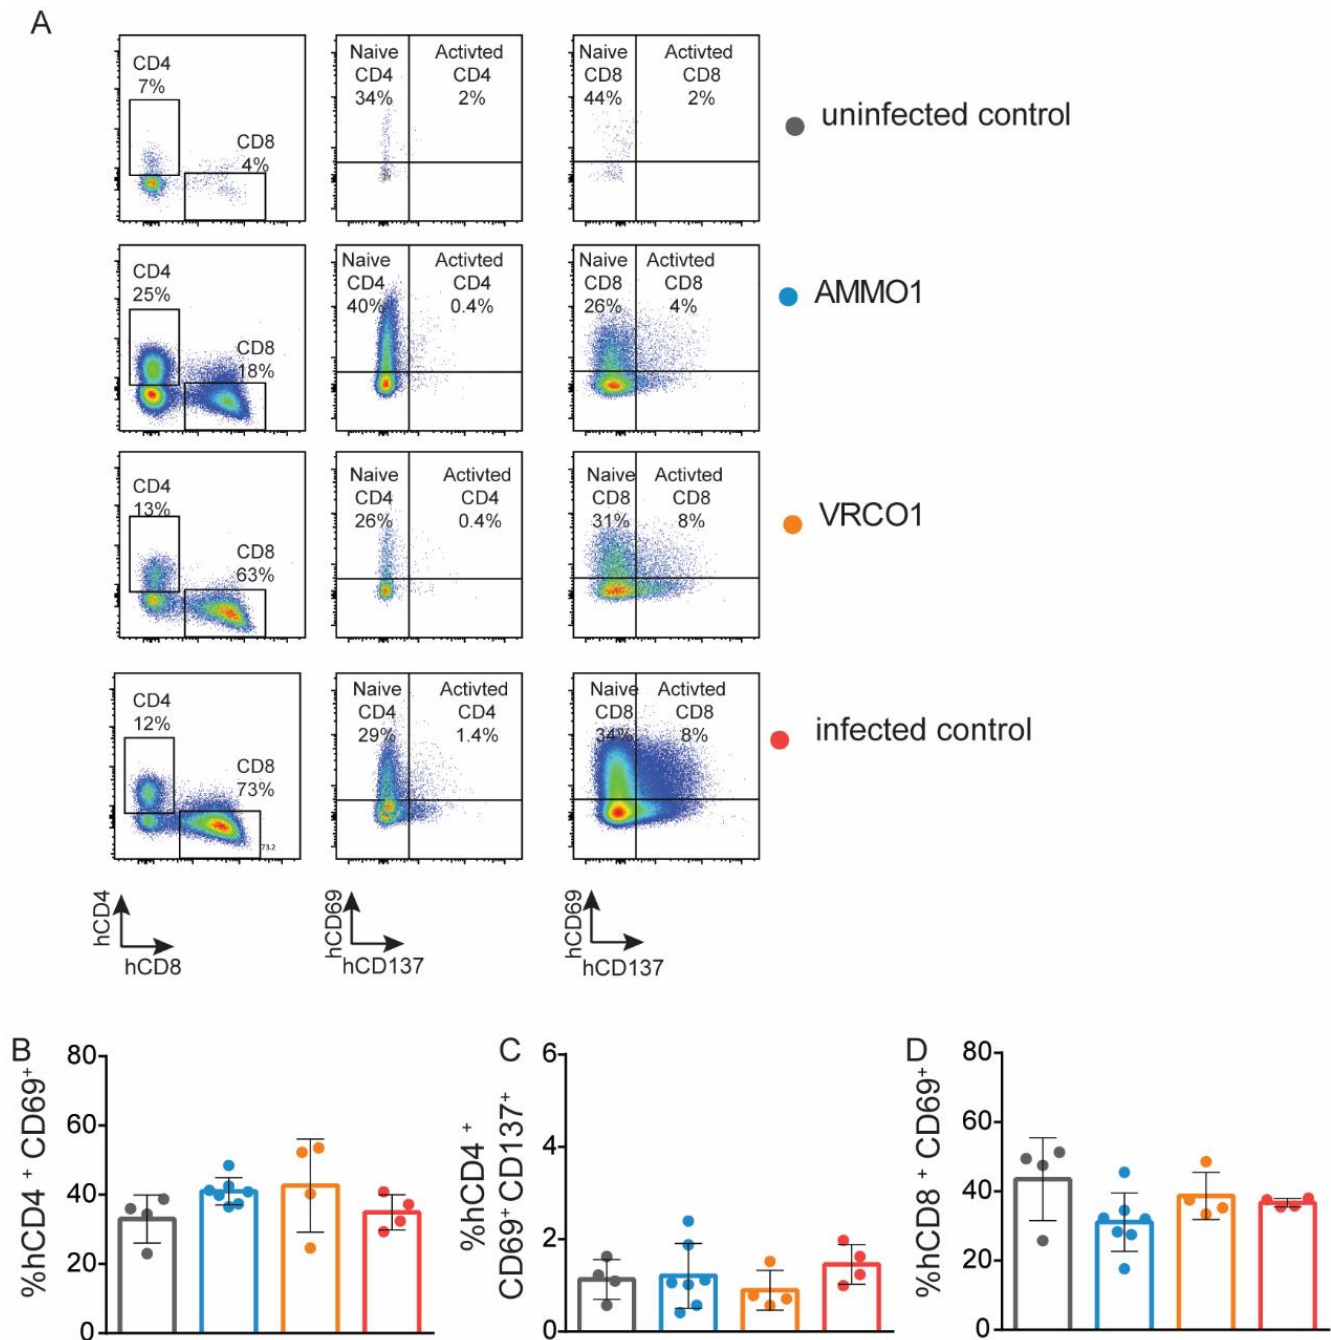 A
CD4
7%
CD8
4%
Naive Activted
CD4 CD4
34% 2%
Naive Activted
CD8 CD8
44% 2%
uninfected control
CD4
25%
CD8
18%
Naive Activted
CD4 CD4
40% 0.4%
Naive Activted
CD8 CD8
26% 4%
AMMO1
CD4
13%
CD8
63%
Naive Activted
CD4 CD4
26% 0.4%
Naive Activted
CD8 CD8
31% 8%
VRCO1
CD4
12%
CD8
73%
73.2
Naive Activted
CD4 CD4
29% 1.4%
Naive Activted
CD8 CD8
34% 8%
infected control
hCD4
hCD8
hCD69
hCD137
hCD69
hCD137
B
%hCD4⁺ CD69⁺
80
60
40
20
0
C
%hCD4⁺
CD69⁺CD137⁺
6
4
2
0
D
%hCD8⁺ CD69⁺
80
60
40
20
0